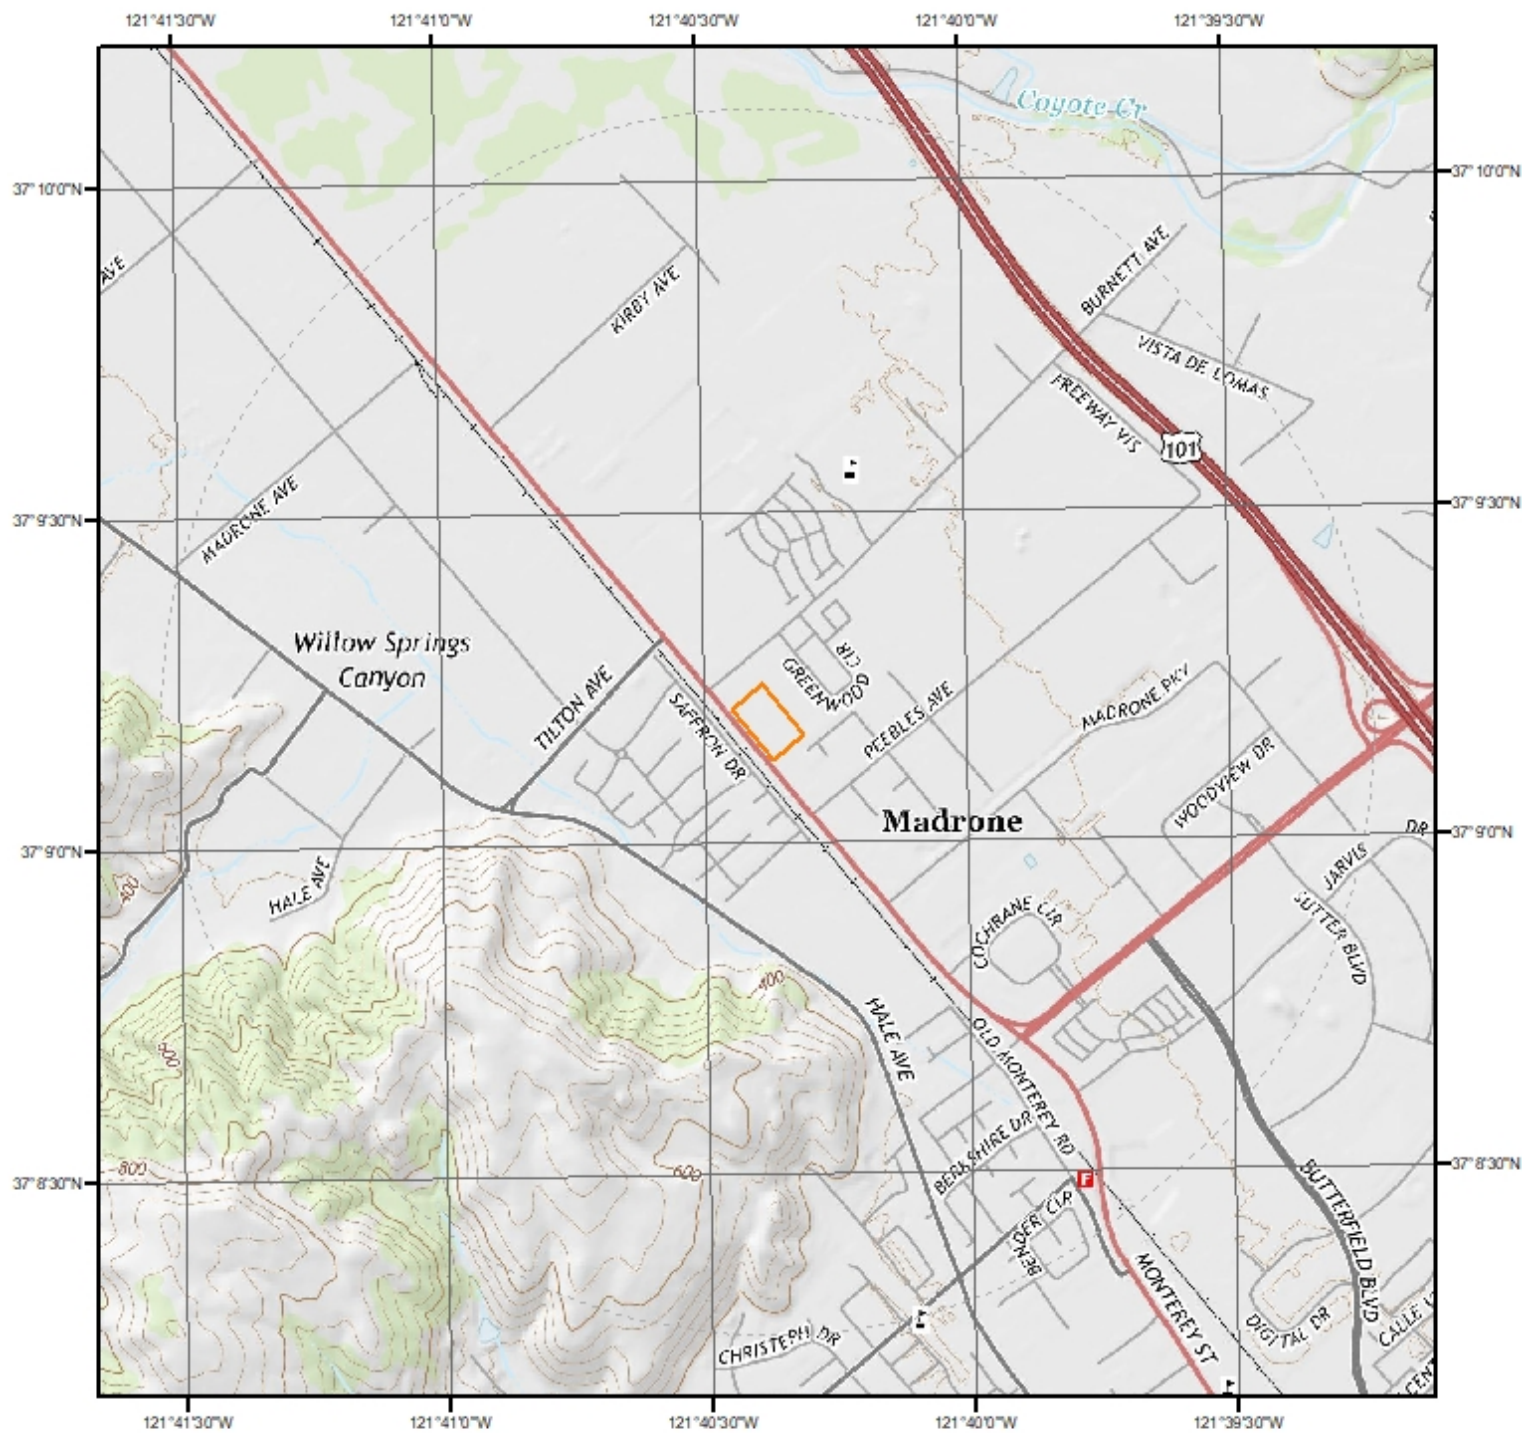 121°41'30"W
121°41'0"W
121°40'30"W
121°40'0"W
121°39'30"W
Coyote Cr
37°10'0"N
37°10'0"N
BURNETT AVE
AVE
KIRBY AVE
VISTA DE LOMAS
FREEWAY VIS
101
37°9'30"N
37°9'30"N
MADRONE AVE
Willow Springs
Canyon
GREENWOOD
CIR
TILTON AVE
SAFFRON DR
PEEBLES AVE
MADRONE PKY
WOODVIEW DR
Madrone
DR
37°9'0"N
37°9'0"N
JARVIS
HALE AVE
400
SUTTER BLVD
COCHRANE CIR
400
HALE AVE
OLD MONTEREY RD
600
BERKSHIRE DR
800
600
37°8'30"N
37°8'30"N
F
BENDER CIR
BUTTERFIELD BLVD
MONTEREY ST
DIGITAL DR
CALLE
CHRISTEPH DR
CENT
121°41'30"W
121°41'0"W
121°40'30"W
121°40'0"W
121°39'30"W